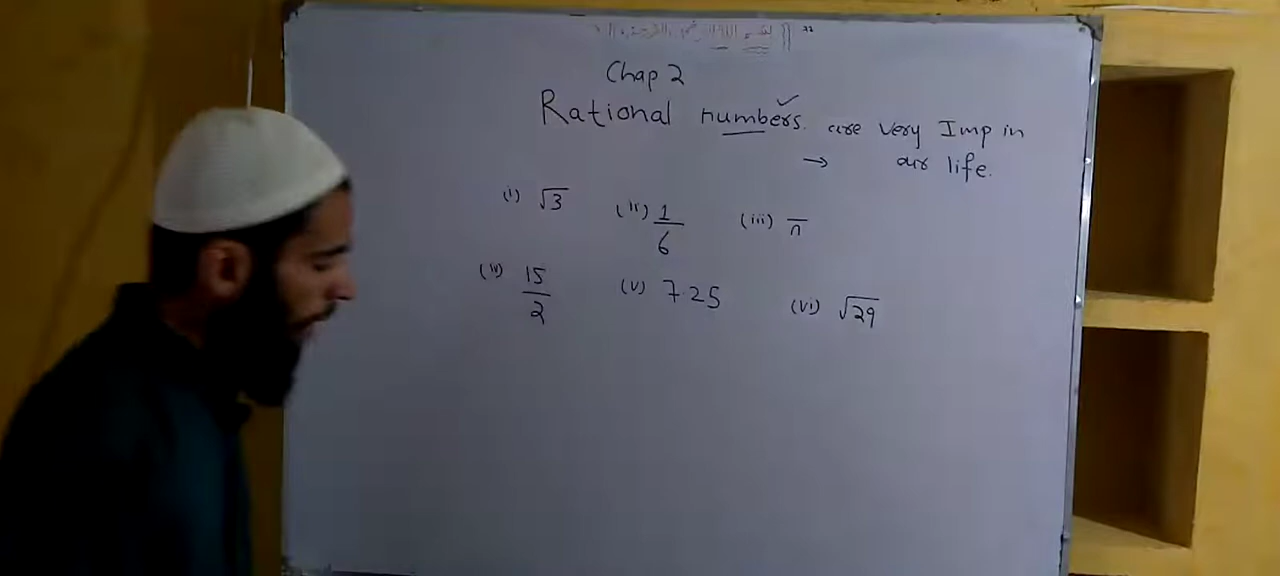 Chap 2
Rational numbers. are very Imp in
→ our life.
(i) √3 (ii) 1/6 (iii) π
(iv) 15/2 (v) 7.25 (vi) √29